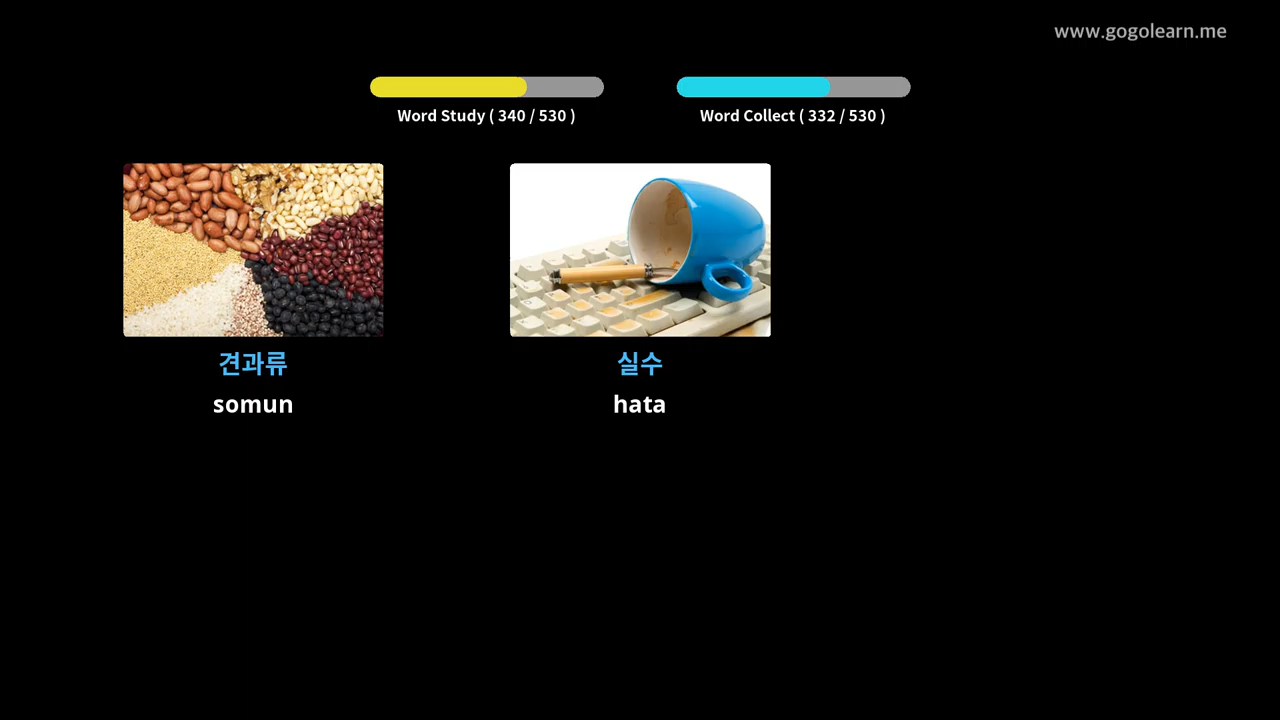 www.gogolearn.me
Word Study ( 340 / 530 )
Word Collect ( 332 / 530 )
견과류
somun
실수
hata